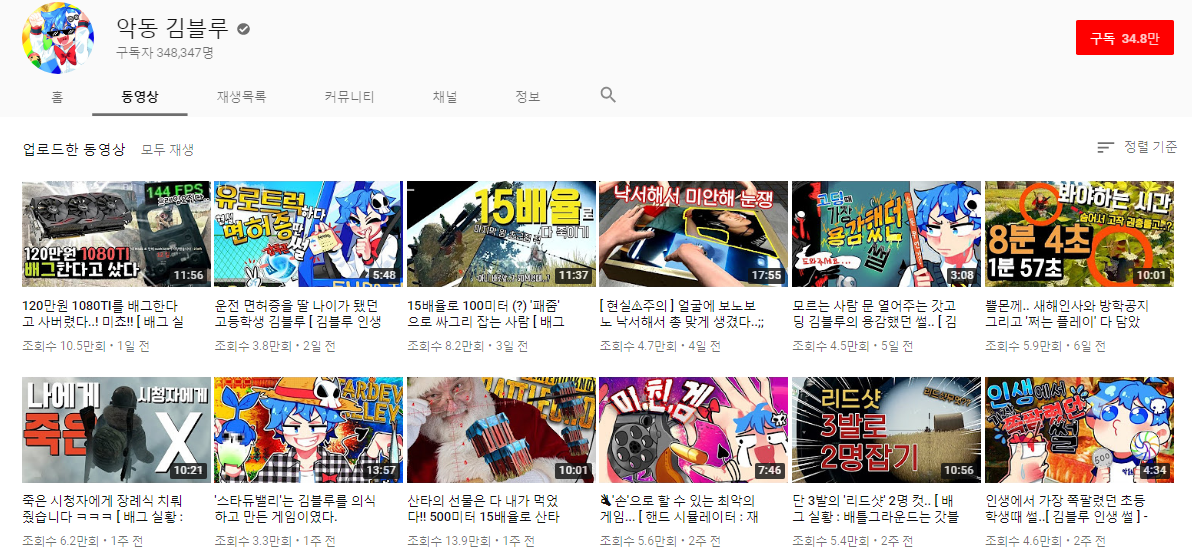 악동 김블루
구독자 348,347명
구독 34.8만
홈 동영상 재생목록 커뮤니티 채널 정보
업로드한 동영상 모두 재생
정렬 기준
144 FPS
120만원 1080TI
배그한다고 샀다
11:56
유로트럭
하다
면허증
썰
5:48
15배율로
다 죽이기
11:37
낙서해서 미안해 눈쟁
17:55
고딩때
가장
용감했던
썰
도와주세요...
3:08
봐야하는 시간
8분 4초
1분 57초
10:01
120만원 1080TI를 배그한다
고 사버렸다..! 미쵸!! [ 배그 실
조회수 10.5만회 • 1일 전
운전 면허증을 딸 나이가 됐던
고등학생 김블루 [ 김블루 인생
조회수 3.8만회 • 2일 전
15배율로 100미터 (?) '패줌'
으로 싸그리 잡는 사람 [ 배그
조회수 8.2만회 • 3일 전
[ 현실⚠주의 ] 얼굴에 보노보
노 낙서해서 총 맞게 생겼다..;;
조회수 4.7만회 • 4일 전
모르는 사람 문 열어주는 갓고
딩 김블루의 용감했던 썰.. [ 김
조회수 4.5만회 • 5일 전
뽈몬께.. 새해인사와 방학공지
그리고 '쩌는 플레이' 다 담았
조회수 5.9만회 • 6일 전
나에게
죽은
시청자에게
X
10:21
13:57
10:01
미친겜
7:46
리드샷
3발로
2명잡기
10:56
인생에서
가장
쪽팔렸던
썰
4:34
죽은 시청자에게 장례식 치뤄
줬습니다 ㅋㅋㅋ [ 배그 실황 :
조회수 6.2만회 • 1주 전
'스타듀밸리'는 김블루를 의식
하고 만든 게임이였다.
조회수 3.3만회 • 1주 전
산타의 선물은 다 내가 먹었
다!! 500미터 15배율로 산타
조회수 13.9만회 • 1주 전
'손'으로 할 수 있는 최악의
게임... [ 핸드 시뮬레이터 : 재
조회수 5.6만회 • 2주 전
단 3발의 '리드샷' 2명 컷.. [ 배
그 실황 : 배틀그라운드는 갓블
조회수 5.4만회 • 2주 전
인생에서 가장 쪽팔렸던 초등
학생때 썰..[ 김블루 인생 썰 ] -
조회수 4.6만회 • 2주 전